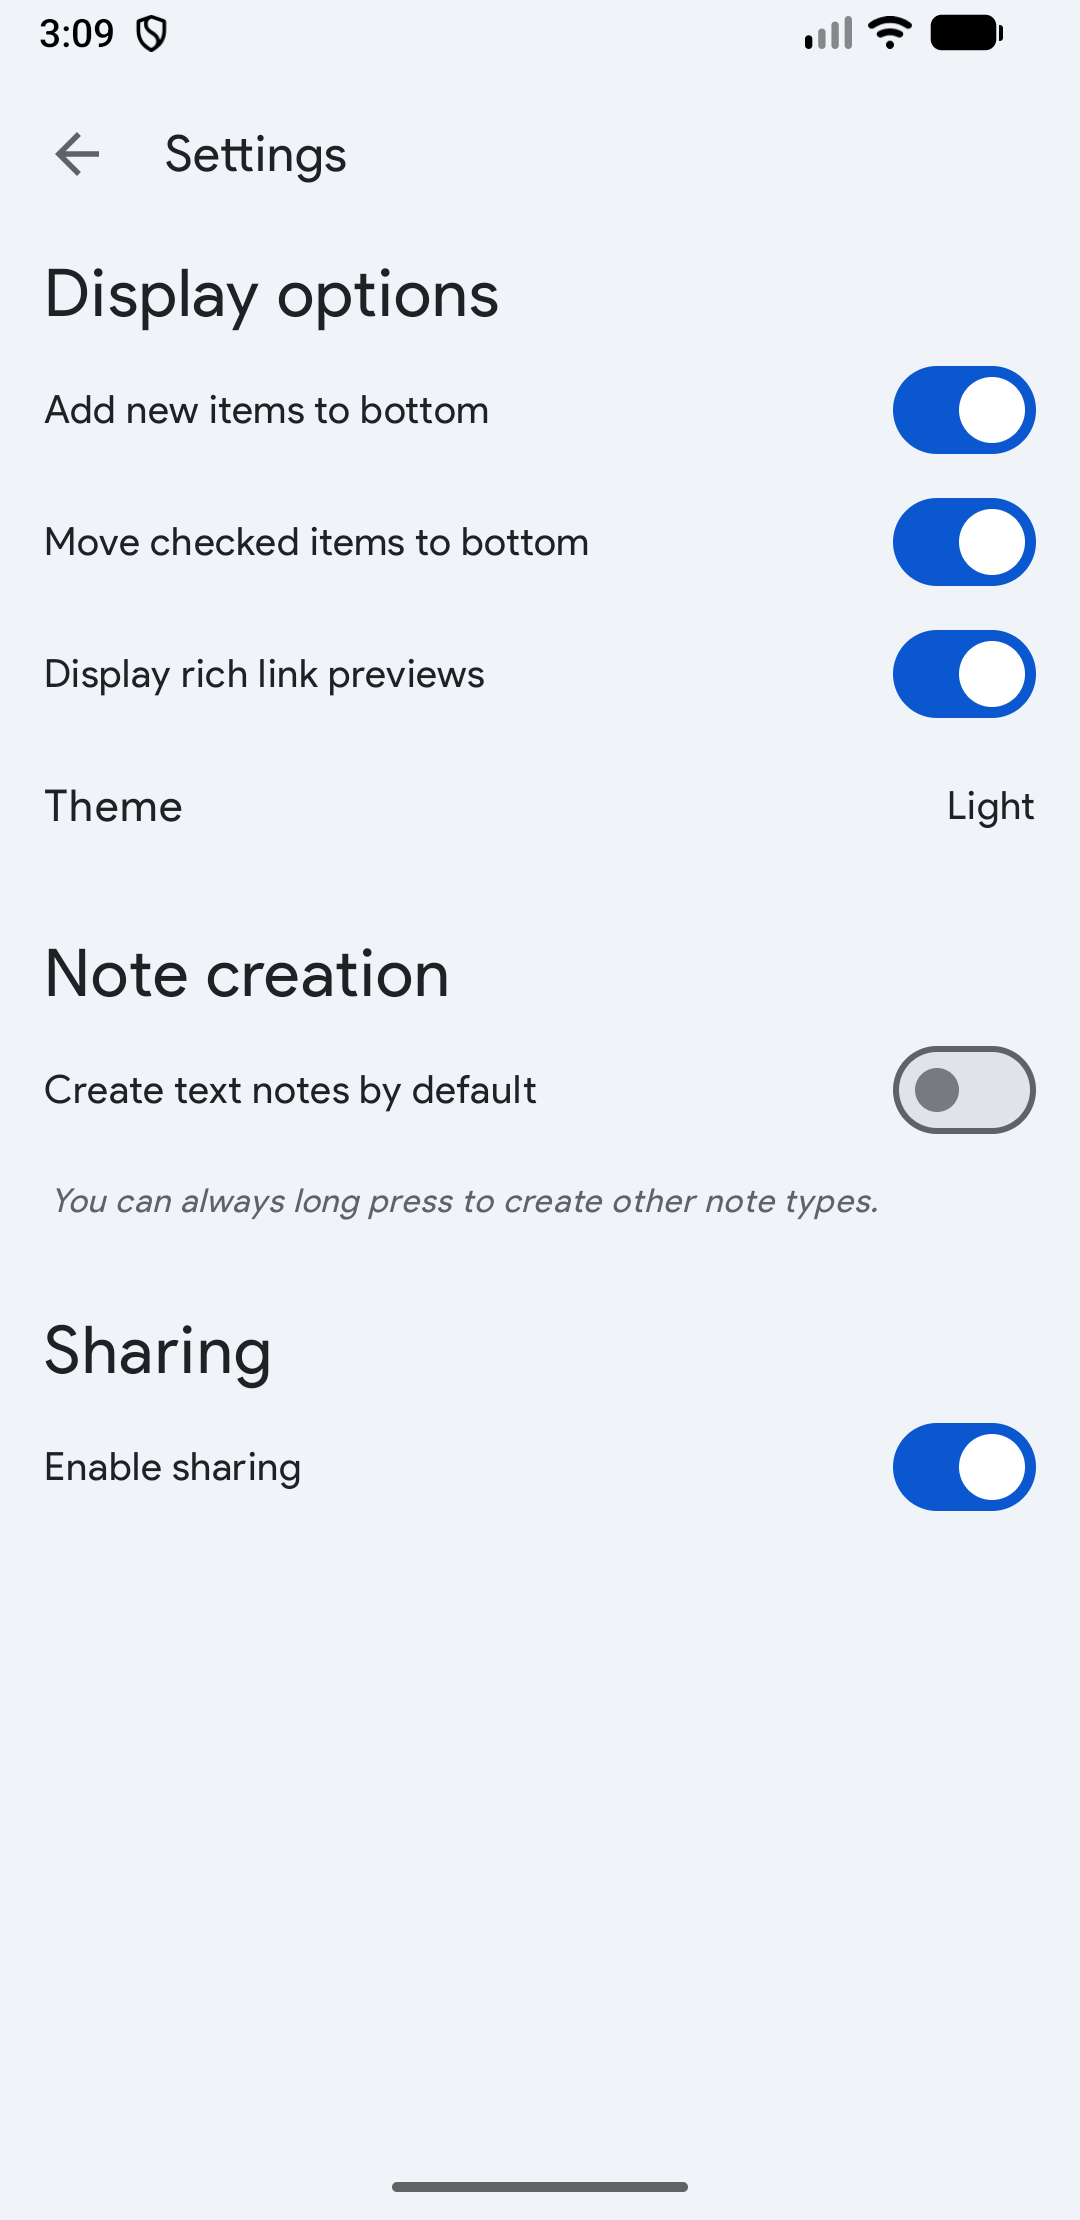 3:09
Settings
Display options
Add new items to bottom
Move checked items to bottom
Display rich link previews
Theme
Light
Note creation
Create text notes by default
You can always long press to create other note types.
Sharing
Enable sharing